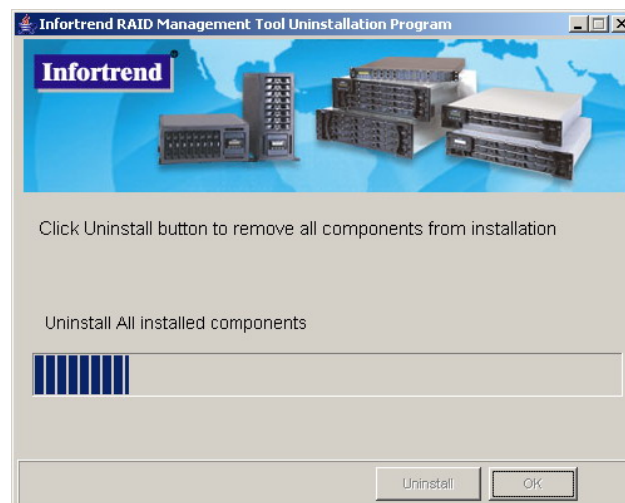 Infortrend RAID Management Tool Uninstallation Program
Infortrend®
Click Uninstall button to remove all components from installation
Uninstall All installed components
Uninstall
OK